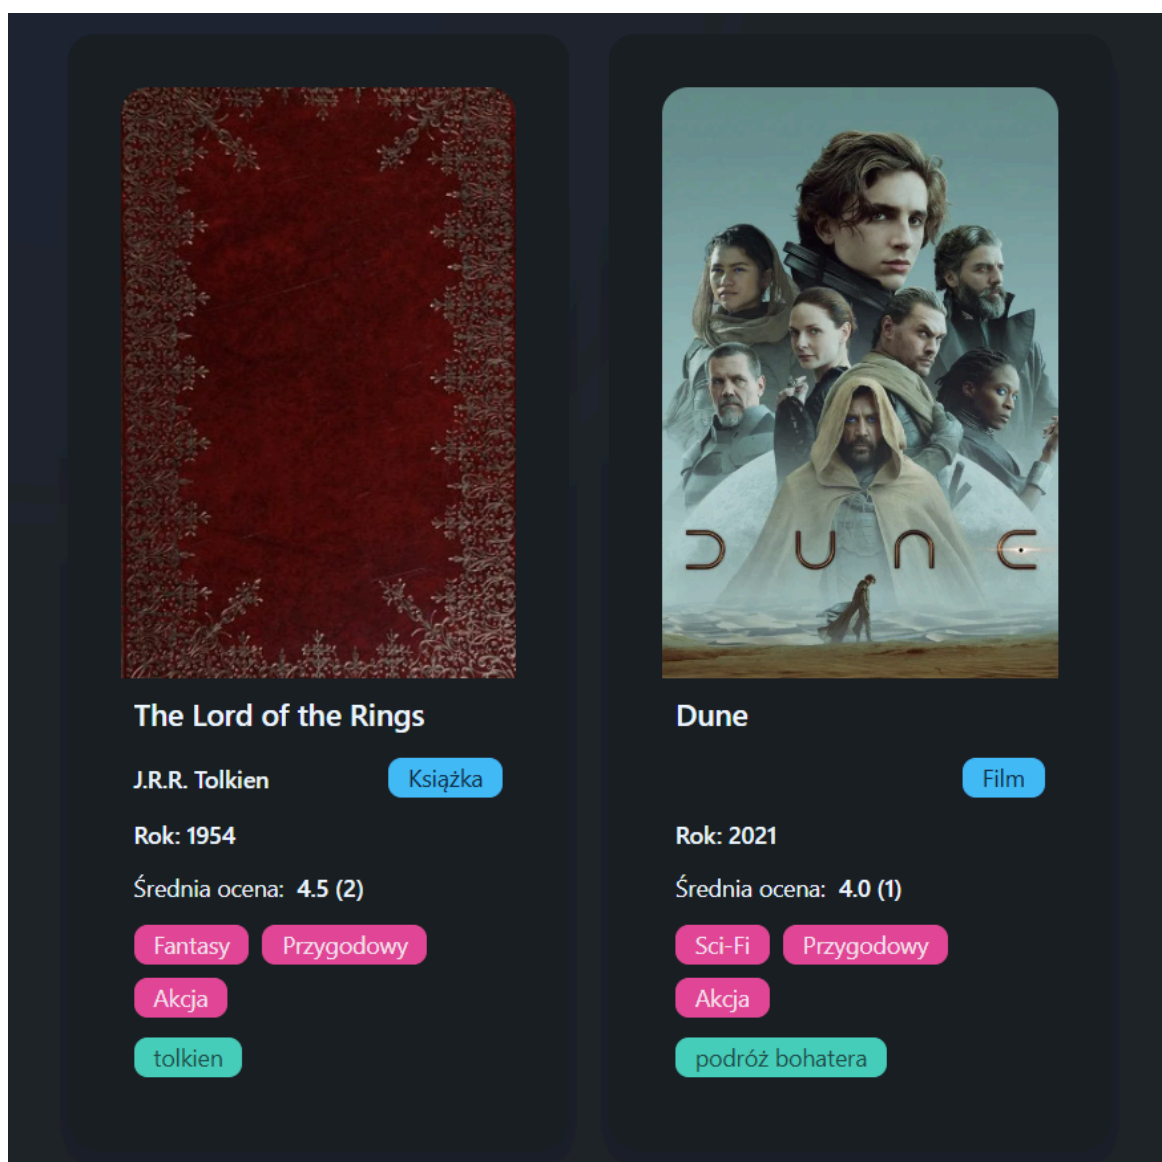 The Lord of the Rings
J.R.R. Tolkien
Książka
Rok: 1954
Średnia ocena: 4.5 (2)
Fantasy
Przygodowy
Akcja
tolkien
DUNE
Dune
Film
Rok: 2021
Średnia ocena: 4.0 (1)
Sci-Fi
Przygodowy
Akcja
podróż bohatera